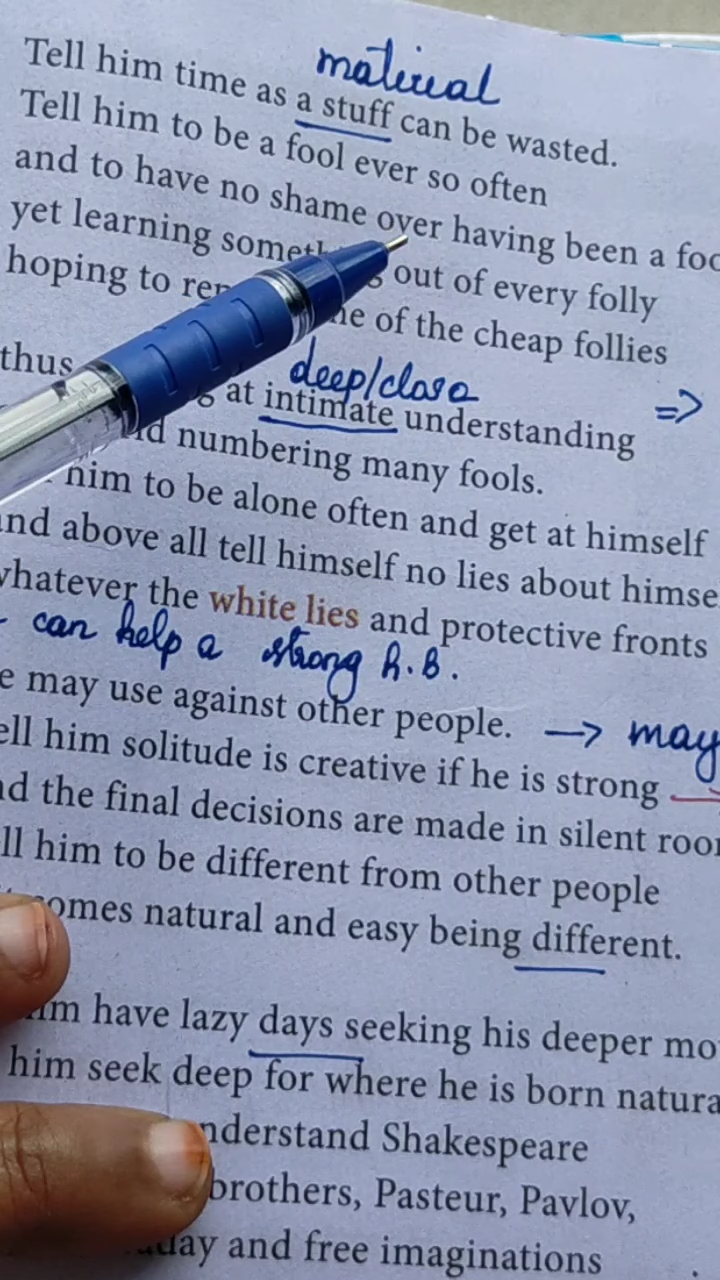 material
Tell him time as a stuff can be wasted.
Tell him to be a fool ever so often
and to have no shame over having been a foo
yet learning somet out of every folly
hoping to re of the cheap follies
deep/close
thus at intimate understanding =>
numbering many fools.
him to be alone often and get at himself
nd above all tell himself no lies about himse
whatever the white lies and protective fronts
can help a strong h.B.
e may use against other people. → may
ell him solitude is creative if he is strong
nd the final decisions are made in silent roo
ll him to be different from other people
omes natural and easy being different.
im have lazy days seeking his deeper mo
him seek deep for where he is born natura
nderstand Shakespeare
brothers, Pasteur, Pavlov,
day and free imaginations